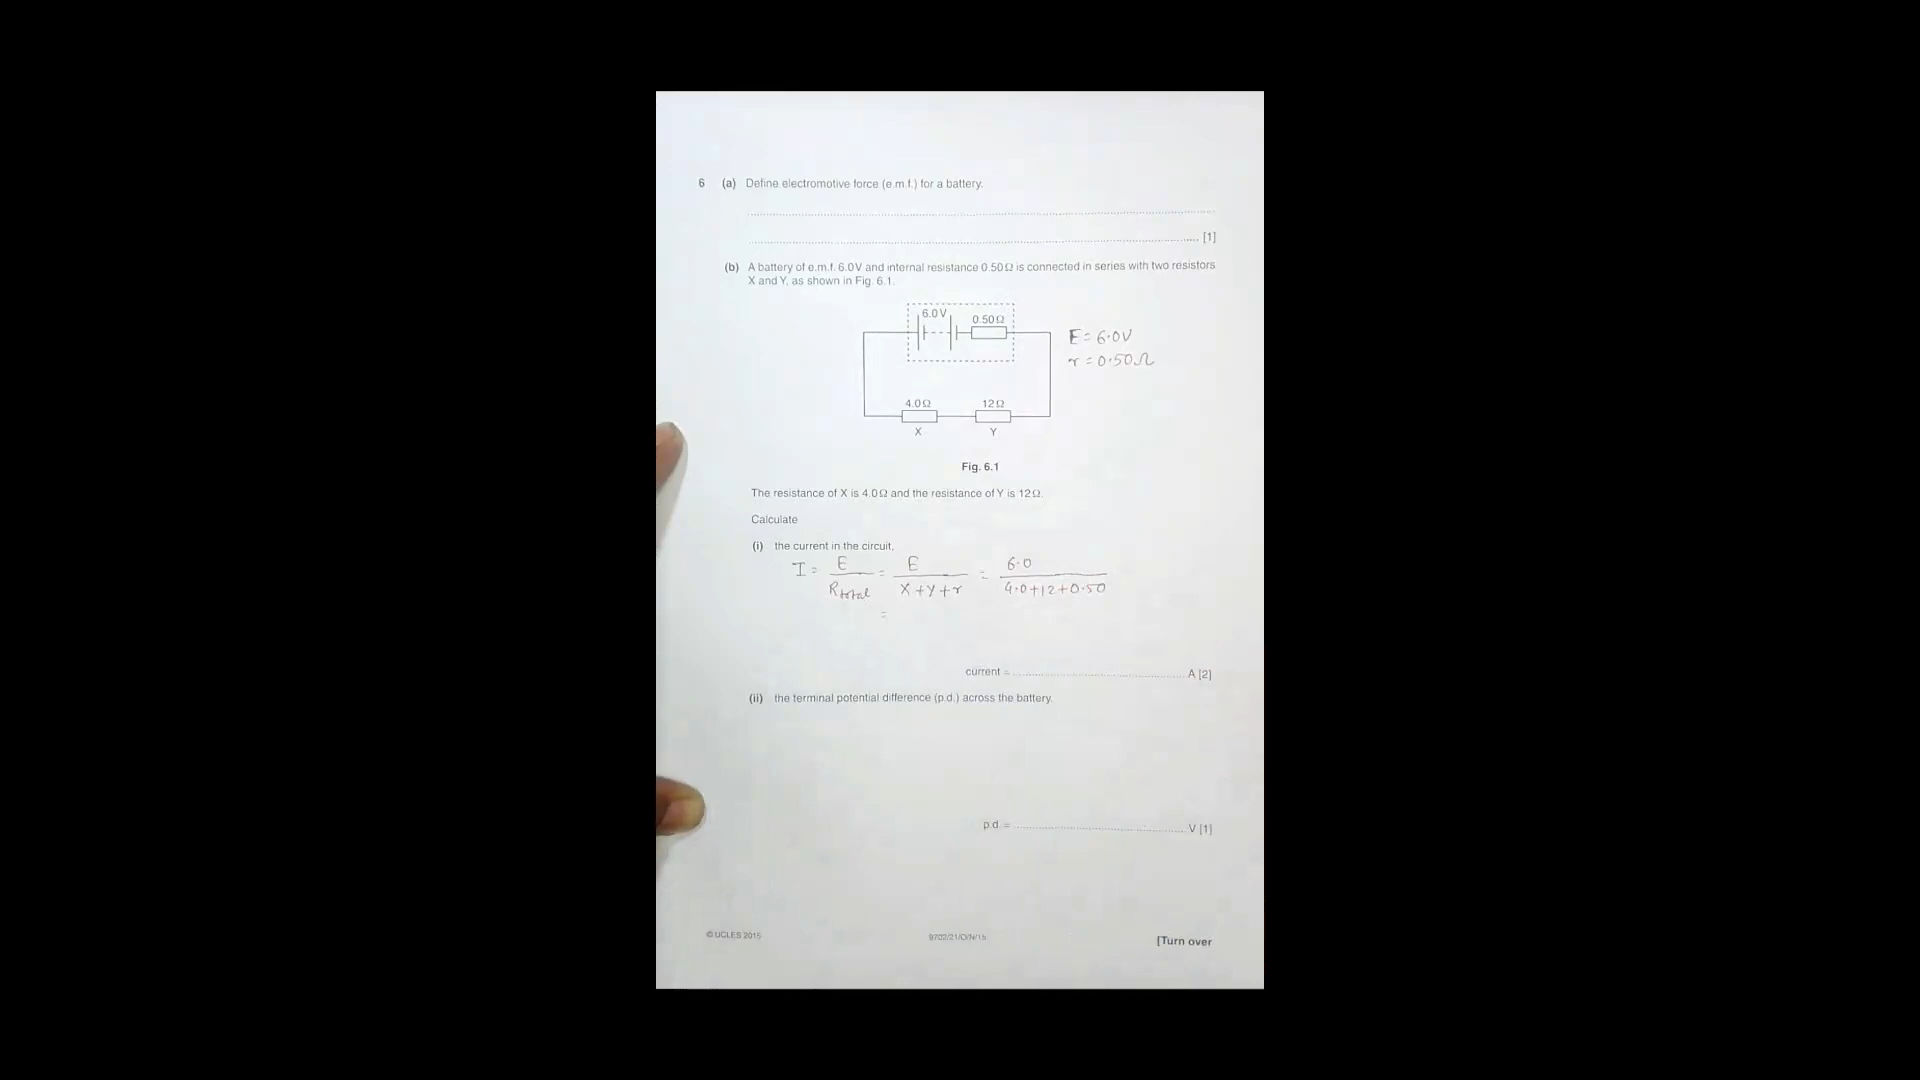 6 (a) Define electromotive force (e.m.f.) for a battery.
[1]
(b) A battery of e.m.f. 6.0V and internal resistance 0.50Ω is connected in series with two resistors
X and Y, as shown in Fig. 6.1.
6.0V
0.50Ω
E = 6.0V
r = 0.50Ω
4.0Ω 12Ω
X Y
Fig. 6.1
The resistance of X is 4.0Ω and the resistance of Y is 12Ω.
Calculate
(i) the current in the circuit,
I = E / Rtotal = E / X+Y+r = 6.0 / 4.0+12+0.50
=
current = A [2]
(ii) the terminal potential difference (p.d.) across the battery.
p.d. = V [1]
© UCLES 2015 9702/21/O/N/15 [Turn over